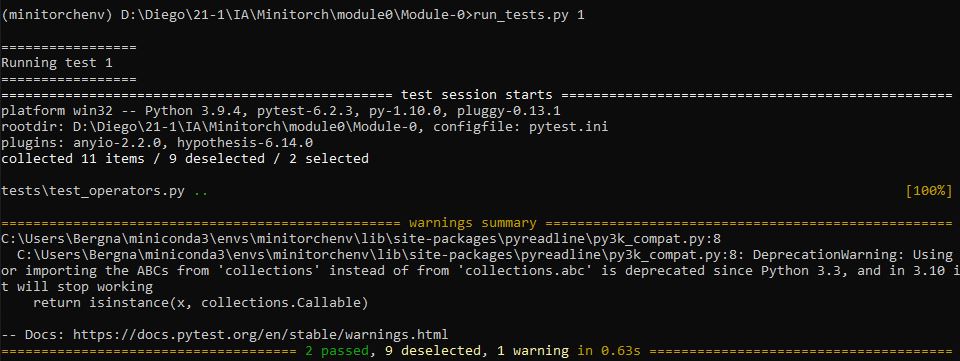 (minitorchenv) D:\Diego\21-1\IA\Minitorch\module0\Module-0>run_tests.py 1
=================
Running test 1
=================
================================================= test session starts =================================================
platform win32 -- Python 3.9.4, pytest-6.2.3, py-1.10.0, pluggy-0.13.1
rootdir: D:\Diego\21-1\IA\Minitorch\module0\Module-0, configfile: pytest.ini
plugins: anyio-2.2.0, hypothesis-6.14.0
collected 11 items / 9 deselected / 2 selected
tests\test_operators.py .. [100%]
================================================== warnings summary ===================================================
C:\Users\Bergna\miniconda3\envs\minitorchenv\lib\site-packages\pyreadline\py3k_compat.py:8
C:\Users\Bergna\miniconda3\envs\minitorchenv\lib\site-packages\pyreadline\py3k_compat.py:8: DeprecationWarning: Using
or importing the ABCs from 'collections' instead of from 'collections.abc' is deprecated since Python 3.3, and in 3.10 i
t will stop working
return isinstance(x, collections.Callable)
-- Docs: https://docs.pytest.org/en/stable/warnings.html
===================================== 2 passed, 9 deselected, 1 warning in 0.63s ======================================